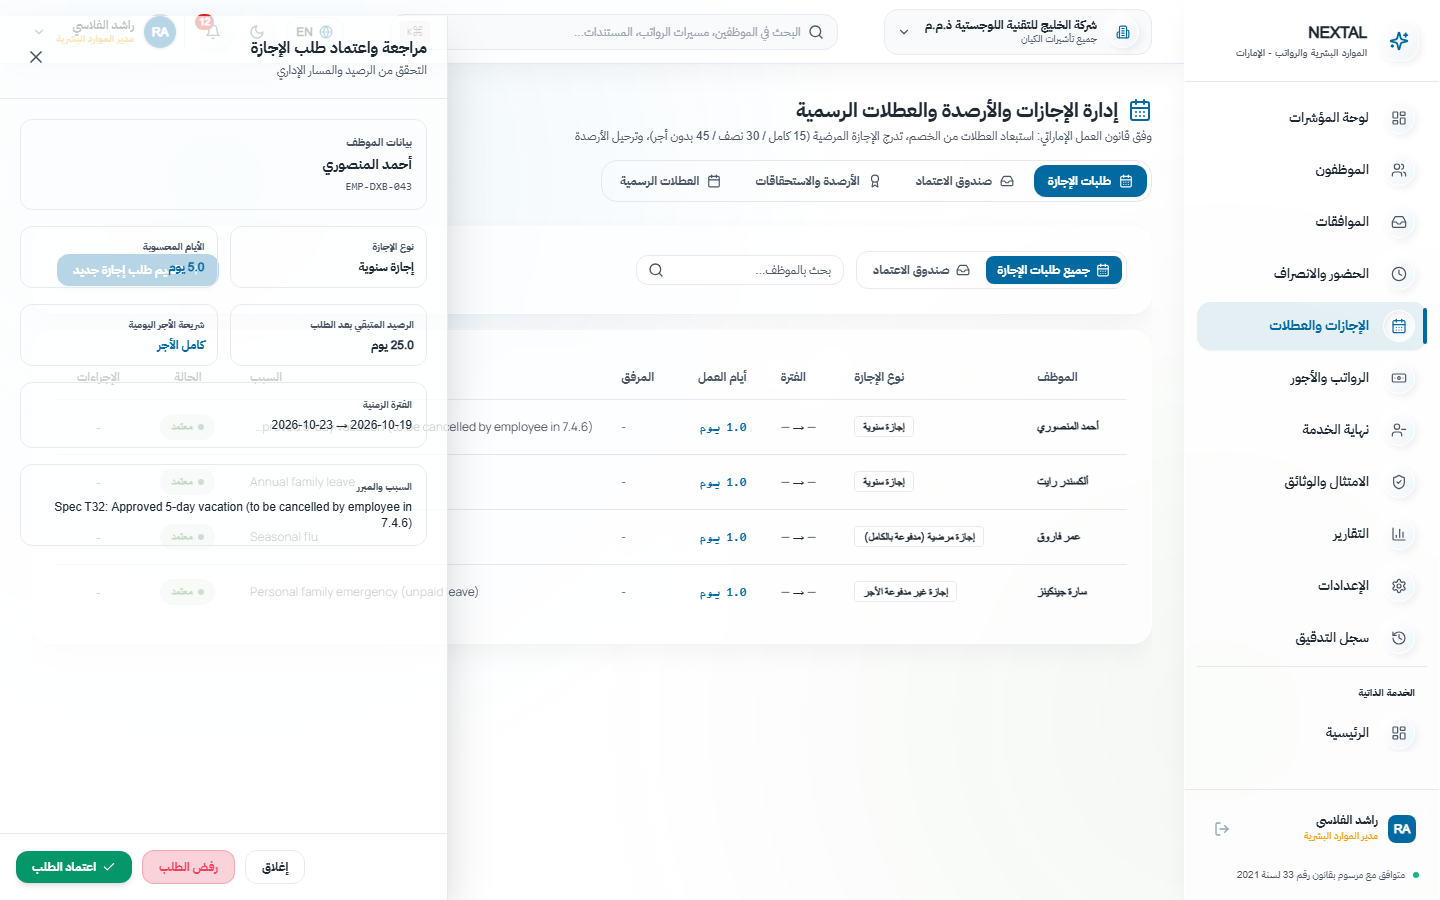 NEXTAL
الموارد البشرية والرواتب - الإمارات
لوحة المؤشرات
الموظفون
الموافقات
الحضور والانصراف
الإجازات والعطلات
الرواتب والأجور
نهاية الخدمة
الامتثال والوثائق
التقارير
الإعدادات
سجل التدقيق
الخدمة الذاتية
الرئيسية
RA
راشد الفلاسي
مدير الموارد البشرية
متوافق مع مرسوم بقانون رقم 33 لسنة 2021
شركة الخليج للتقنية اللوجستية ذ.م.م
جميع تأشيرات الكيان
البحث في الموظفين، مسيرات الرواتب، المستندات...
⌘K
EN
12
RA
راشد الفلاسي
مدير الموارد البشرية
إدارة الإجازات والأرصدة والعطلات الرسمية
وفق قانون العمل الإماراتي: استبعاد العطلات من الخصم، تدرج الإجازة المرضية (15 كامل / 30 نصف / 45 بدون أجر)، وترحيل الأرصدة
طلبات الإجازة
صندوق الاعتماد
الأرصدة والاستحقاقات
العطلات الرسمية
جميع طلبات الإجازة
صندوق الاعتماد
بحث بالموظف...
يم طلب إجازة جديد
الموظف نوع الإجازة الفترة أيام العمل المرفق السبب الحالة الإجراءات
أحمد المنصوري إجازة سنوية — → — 1.0 يوم - cancelled by employee in 7.4.6) معتمد -
ألكسندر رايت إجازة سنوية — → — 1.0 يوم - Annual family leave معتمد -
عمر فاروق إجازة مرضية (مدفوعة بالكامل) — → — 1.0 يوم - Seasonal flu معتمد -
سارة جينكينز إجازة غير مدفوعة الأجر — → — 1.0 يوم - Personal family emergency (unpaid leave) معتمد -
مراجعة واعتماد طلب الإجازة
التحقق من الرصيد والمسار الإداري
بيانات الموظف
أحمد المنصوري
EMP-DXB-043
نوع الإجازة
إجازة سنوية
الأيام المحسوبة
5.0 يوم
الرصيد المتبقي بعد الطلب
25.0 يوم
شريحة الأجر اليومية
كامل الأجر
الفترة الزمنية
2026-10-23 → 2026-10-19
السبب والمبرر
Spec T32: Approved 5-day vacation (to be cancelled by employee in
7.4.6)
إغلاق
رفض الطلب
اعتماد الطلب